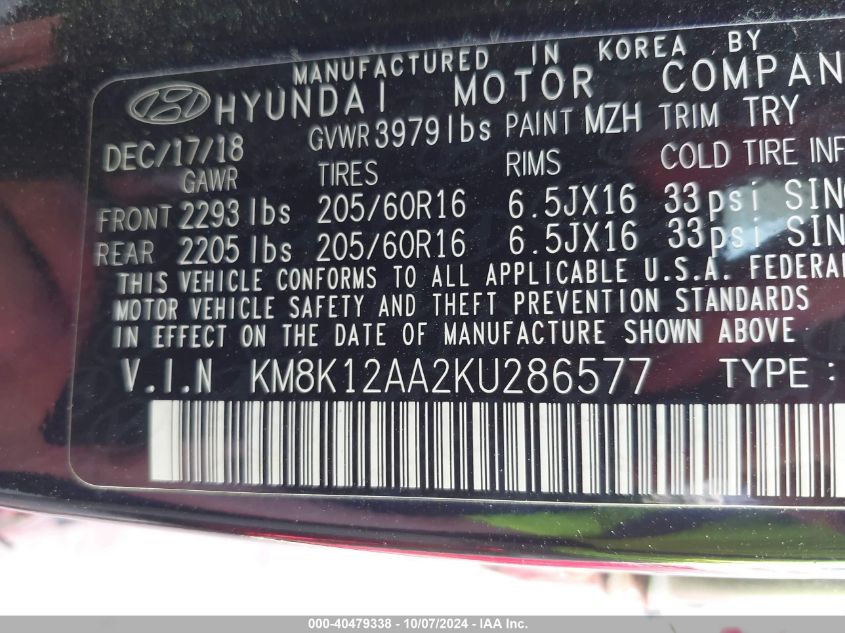 MANUFACTURED IN KOREA BY
HYUNDAI MOTOR COMPAN
DEC/17/18 GVWR 3979lbs PAINT MZH TRIM TRY
GAWR TIRES RIMS COLD TIRE INF
FRONT 2293 lbs 205/60R16 6.5JX16 33psi SING
REAR 2205 lbs 205/60R16 6.5JX16 33psi SIN
THIS VEHICLE CONFORMS TO ALL APPLICABLE U.S.A. FEDERAL
MOTOR VEHICLE SAFETY AND THEFT PREVENTION STANDARDS
IN EFFECT ON THE DATE OF MANUFACTURE SHOWN ABOVE
V.I.N KM8K12AA2KU286577 TYPE :
000-40479338 - 10/07/2024 - IAA Inc.